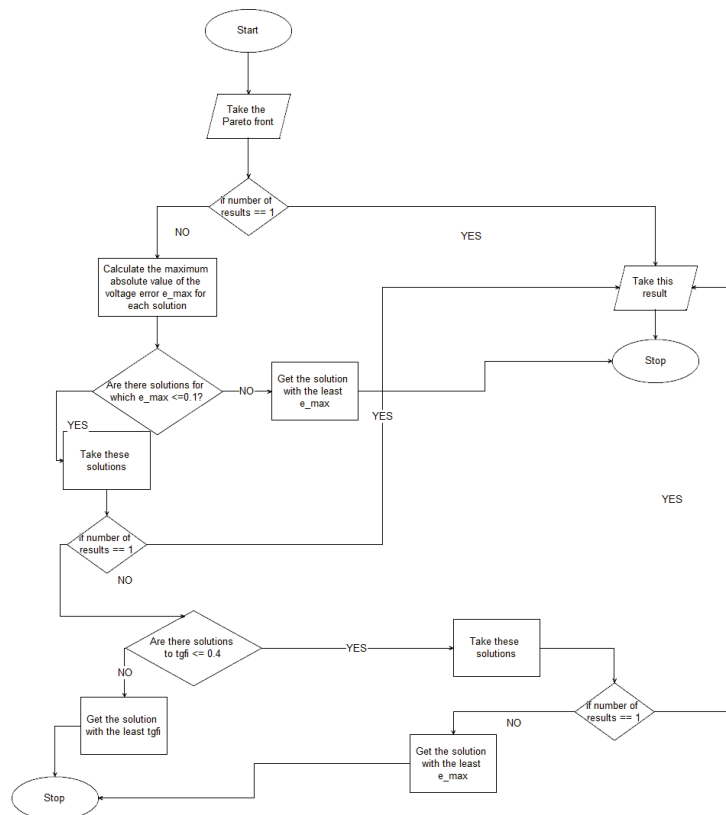 Start
Take the
Pareto front
if number of
results == 1
NO
YES
Calculate the maximum
absolute value of the
voltage error e_max for
each solution
Take this
result
Stop
Are there solutions for
which e_max <=0.1?
NO
Get the solution
with the least
e_max
YES
YES
Take these
solutions
YES
if number of
results == 1
NO
Are there solutions
to tgfi <= 0.4
YES
Take these
solutions
NO
Get the solution
with the least tgfi
if number of
results == 1
NO
Get the solution
with the least
e_max
Stop